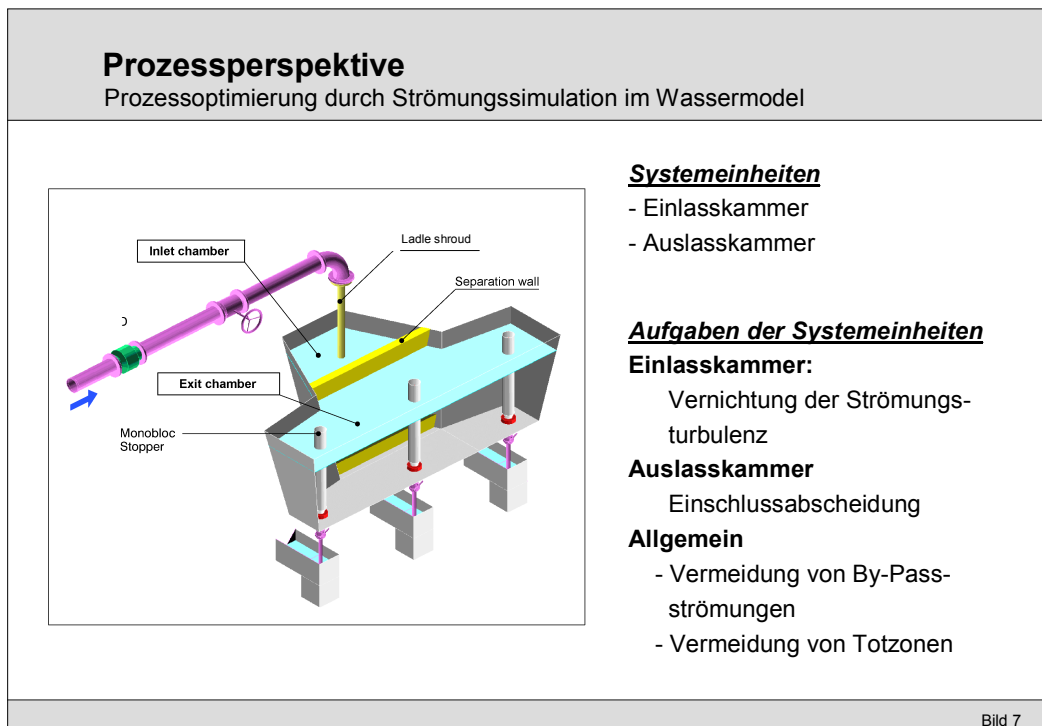 Prozessperspektive
Prozessoptimierung durch Strömungssimulation im Wassermodel
Inlet chamber
Ladle shroud
Separation wall
Exit chamber
Monobloc
Stopper
Systemeinheiten
- Einlasskammer
- Auslasskammer
Aufgaben der Systemeinheiten
Einlasskammer:
Vernichtung der Strömungs-
turbulenz
Auslasskammer
Einschlussabscheidung
Allgemein
- Vermeidung von By-Pass-
strömungen
- Vermeidung von Totzonen
Bild 7